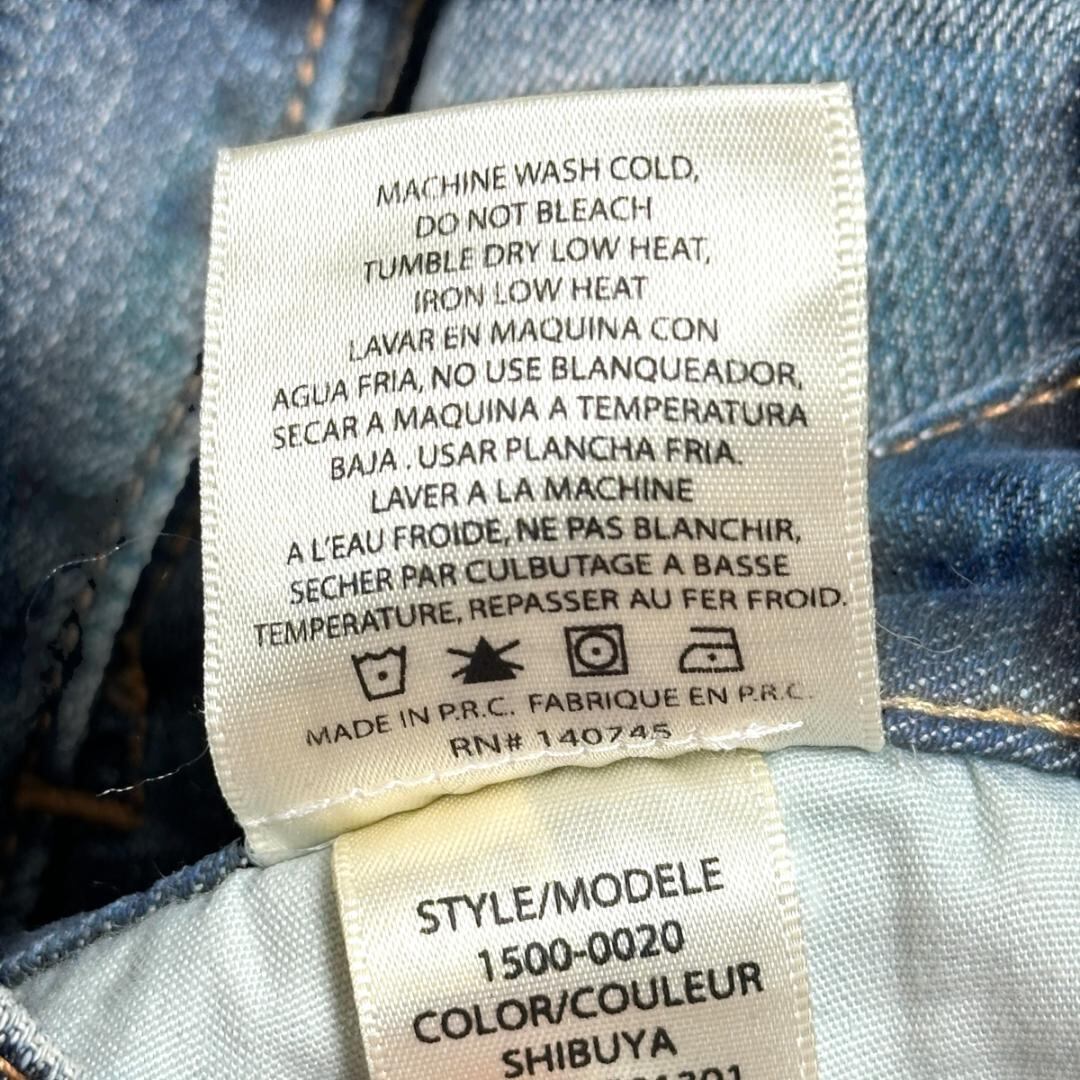 MACHINE WASH COLD,
DO NOT BLEACH
TUMBLE DRY LOW HEAT,
IRON LOW HEAT
LAVAR EN MAQUINA CON
AGUA FRIA, NO USE BLANQUEADOR,
SECAR A MAQUINA A TEMPERATURA
BAJA . USAR PLANCHA FRIA.
LAVER A LA MACHINE
A L'EAU FROIDE, NE PAS BLANCHIR,
SECHER PAR CULBUTAGE A BASSE
TEMPERATURE, REPASSER AU FER FROID.
MADE IN P.R.C. FABRIQUE EN P.R.C.
RN# 140745
STYLE/MODELE
1500-0020
COLOR/COULEUR
SHIBUYA